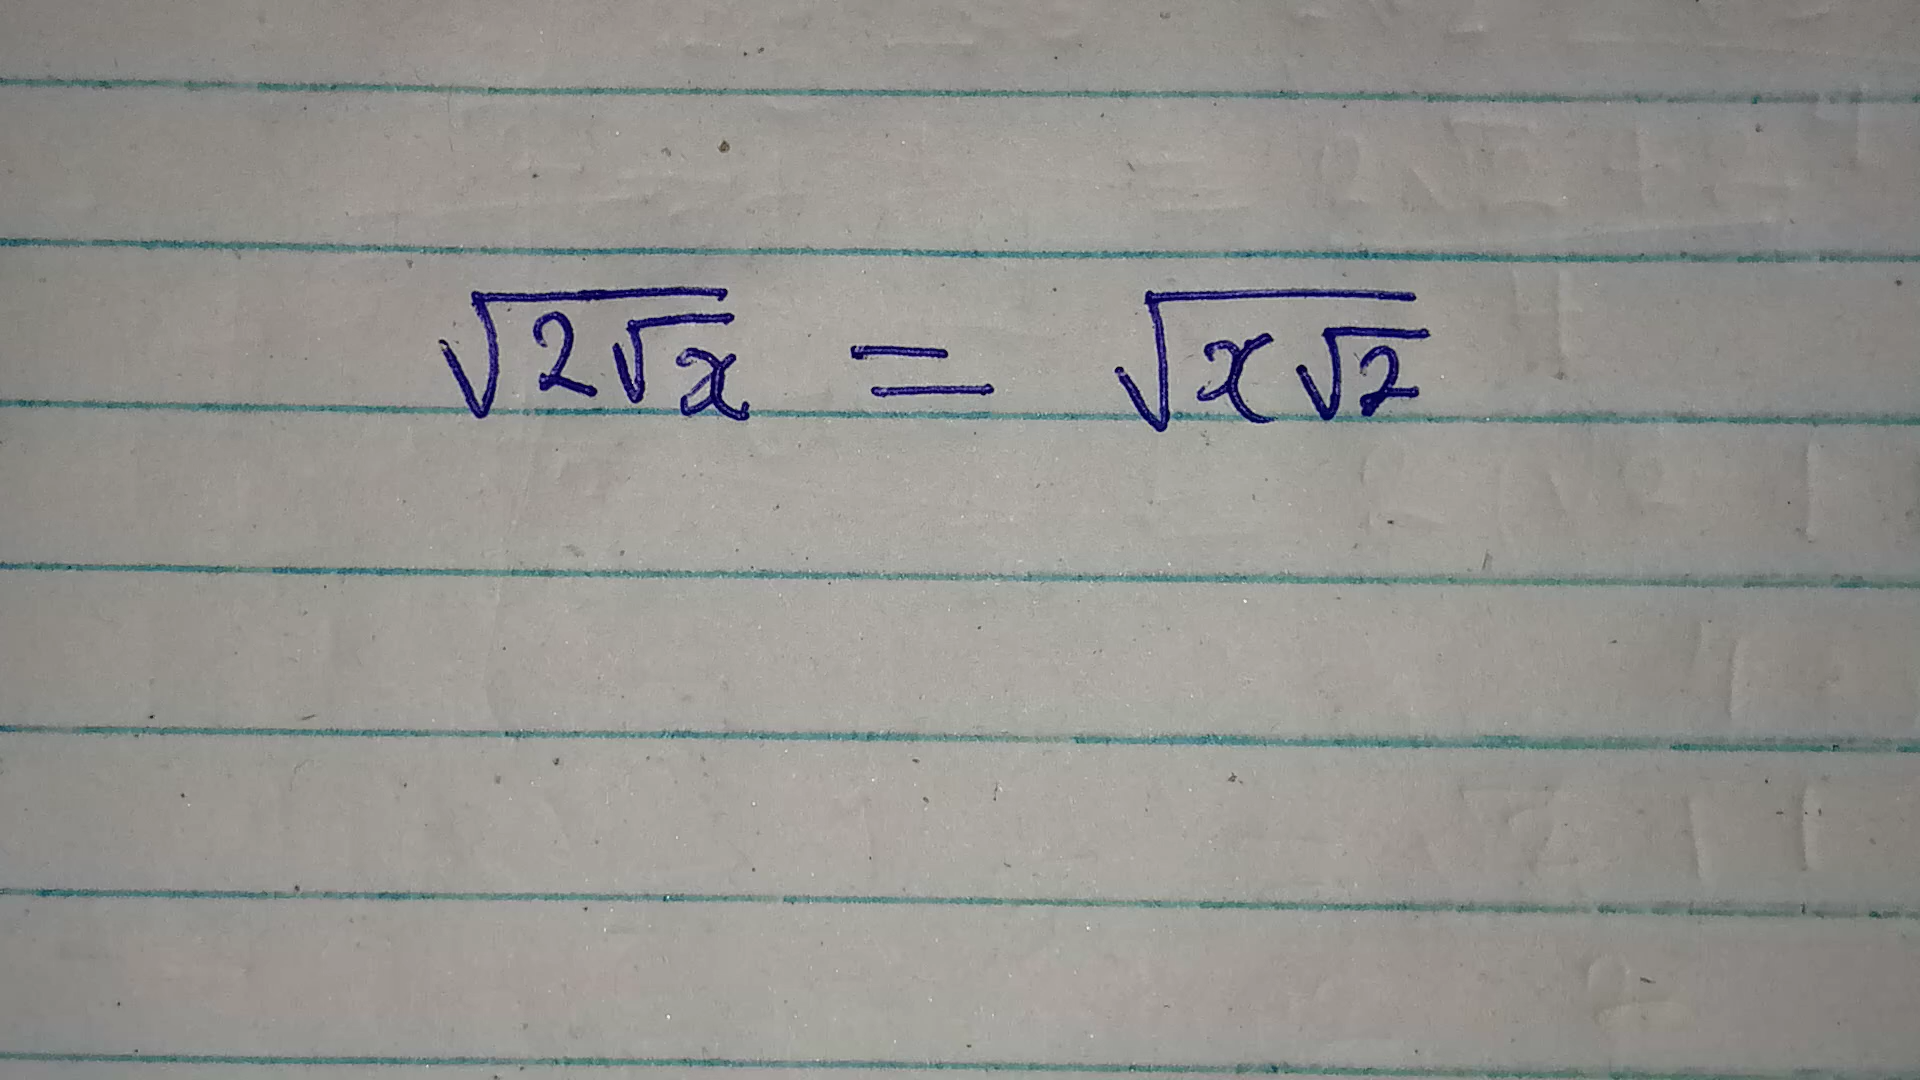 √(2√x) = √(x√2)